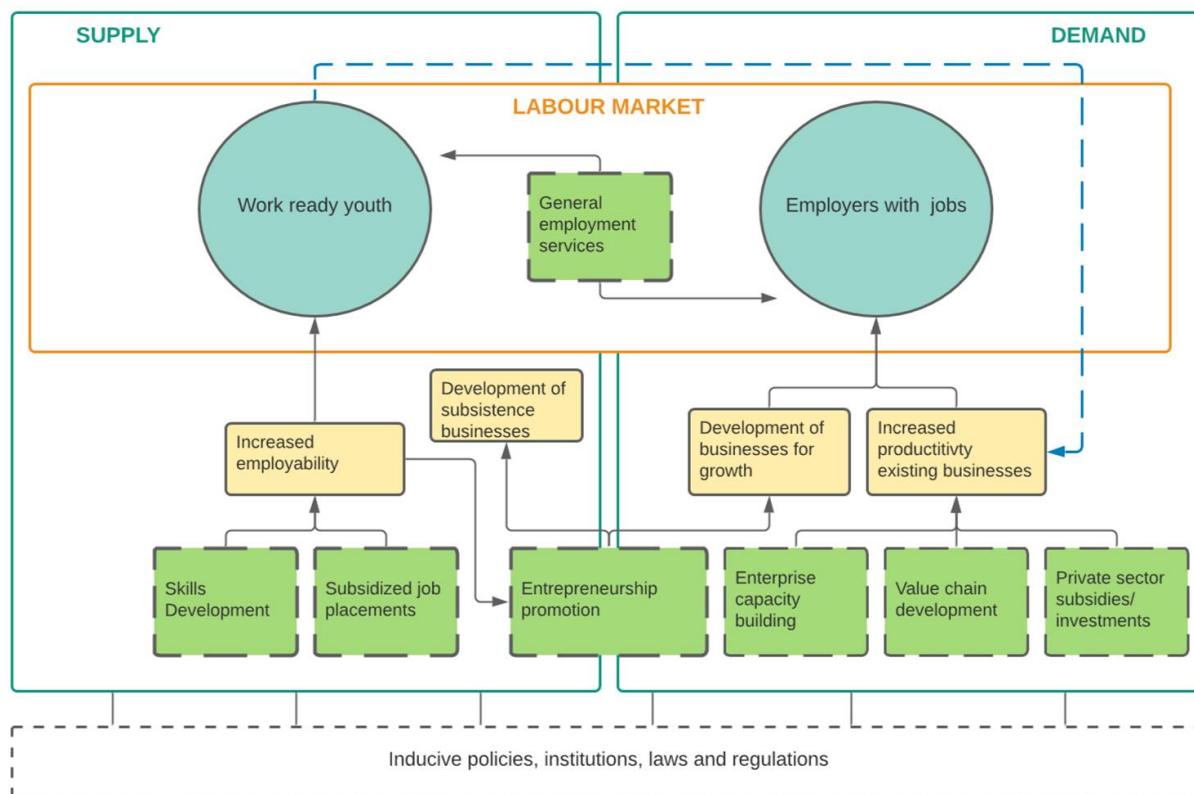 SUPPLY
DEMAND
LABOUR MARKET
Work ready youth
General
employment
services
Employers with jobs
Development of
subsistence
businesses
Increased
employability
Development of
businesses for
growth
Increased
productitivty
existing businesses
Skills
Development
Subsidized job
placements
Entrepreneurship
promotion
Enterprise
capacity
building
Value chain
development
Private sector
subsidies/
investments
Inducive policies, institutions, laws and regulations